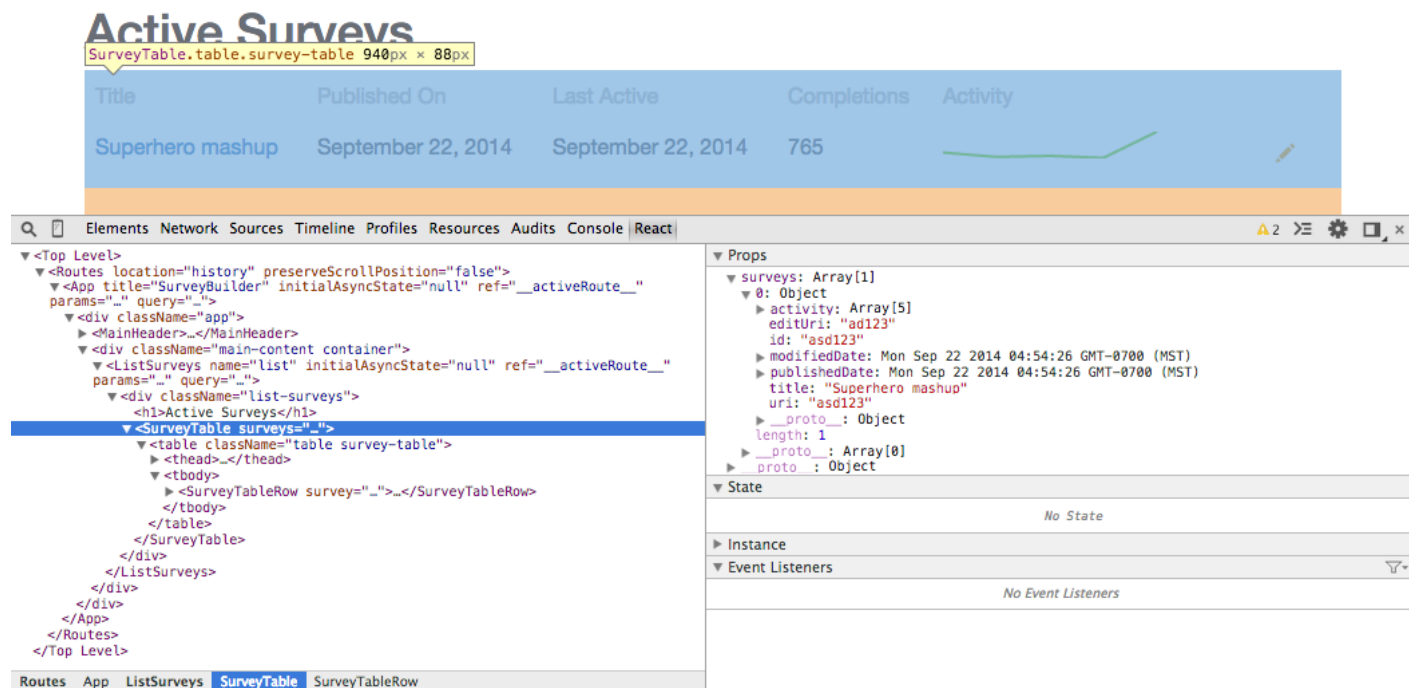 Active Surveys
SurveyTable.table.survey-table 940px × 88px
Title Published On Last Active Completions Activity
Superhero mashup September 22, 2014 September 22, 2014 765
Elements Network Sources Timeline Profiles Resources Audits Console React 2 ×
▼<Top Level>
▼<Routes location="history" preserveScrollPosition="false">
▼<App title="SurveyBuilder" initialAsyncState="null" ref="__activeRoute__"
params="…" query="…">
▼<div className="app">
▶<MainHeader>…</MainHeader>
▼<div className="main-content container">
▼<ListSurveys name="list" initialAsyncState="null" ref="__activeRoute__"
params="…" query="…">
▼<div className="list-surveys">
<h1>Active Surveys</h1>
▼<SurveyTable surveys="…">
▼<table className="table survey-table">
▶<thead>…</thead>
▼<tbody>
▶<SurveyTableRow survey="…">…</SurveyTableRow>
</tbody>
</table>
</SurveyTable>
</div>
</ListSurveys>
</div>
</div>
</App>
</Routes>
</Top Level>
Routes App ListSurveys SurveyTable SurveyTableRow
▼ Props
▼ surveys: Array[1]
▼ 0: Object
▶ activity: Array[5]
editUri: "ad123"
id: "asd123"
▶ modifiedDate: Mon Sep 22 2014 04:54:26 GMT-0700 (MST)
▶ publishedDate: Mon Sep 22 2014 04:54:26 GMT-0700 (MST)
title: "Superhero mashup"
uri: "asd123"
▶ __proto__: Object
length: 1
▶ __proto__: Array[0]
▶ __proto__: Object
▼ State
No State
▶ Instance
▼ Event Listeners
No Event Listeners